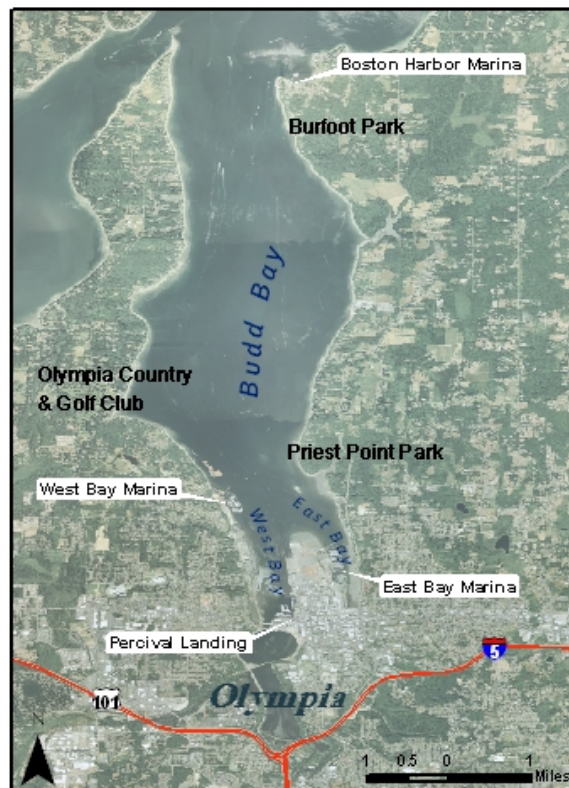 Boston Harbor Marina
Burfoot Park
Budd Bay
Olympia Country
& Golf Club
Priest Point Park
West Bay Marina
East Bay
West Bay
East Bay Marina
Percival Landing
5
Olympia
101
N
1 0.5 0 1
Miles